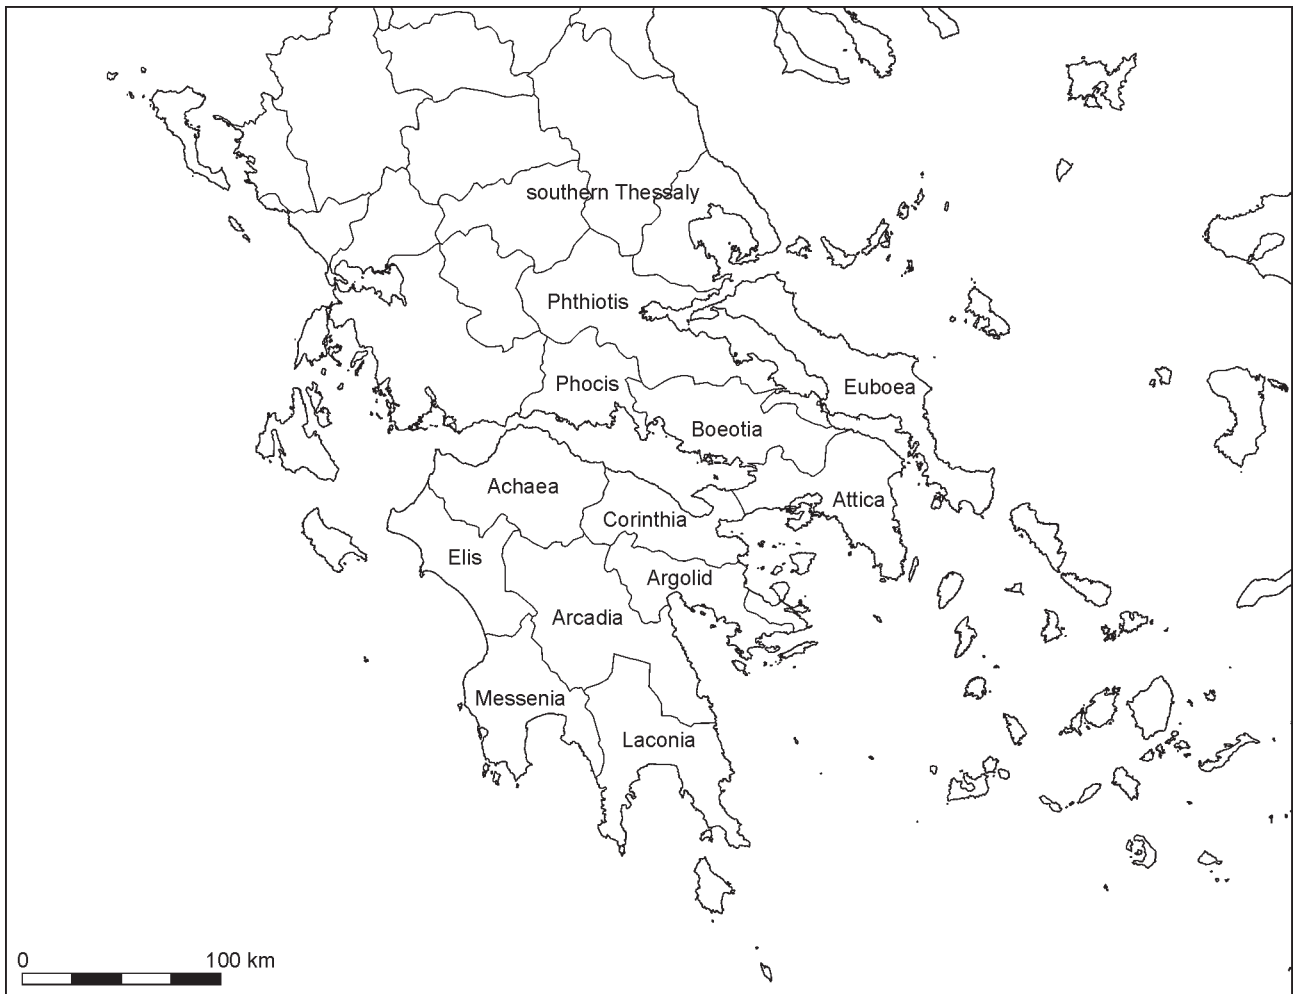 southern Thessaly
Phthiotis
Phocis
Euboea
Boeotia
Achaea
Attica
Corinthia
Elis
Argolid
Arcadia
Messenia
Laconia
0 100 km